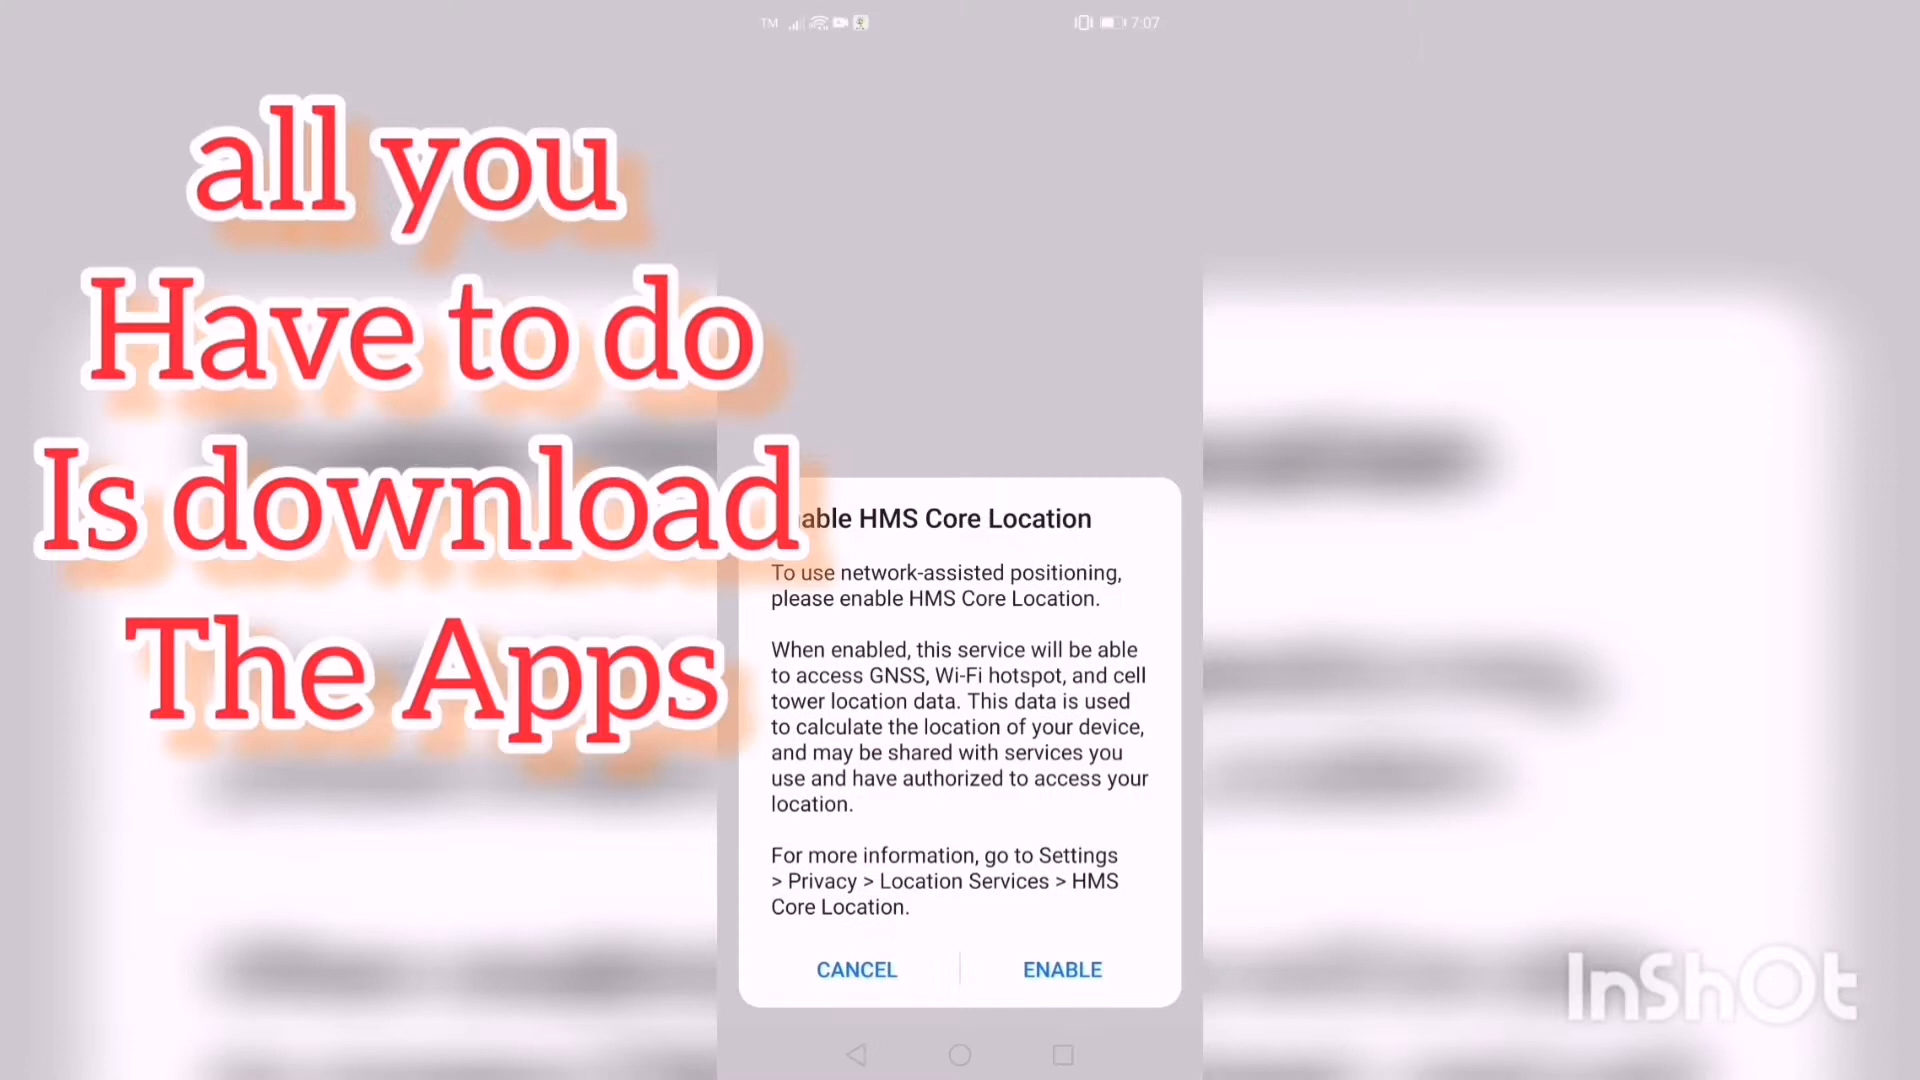 TM
7:07
all you
Have to do
Is download
The Apps
able HMS Core Location
To use network-assisted positioning,
please enable HMS Core Location.
When enabled, this service will be able
to access GNSS, Wi-Fi hotspot, and cell
tower location data. This data is used
to calculate the location of your device,
and may be shared with services you
use and have authorized to access your
location.
For more information, go to Settings
> Privacy > Location Services > HMS
Core Location.
CANCEL
ENABLE
InShOt